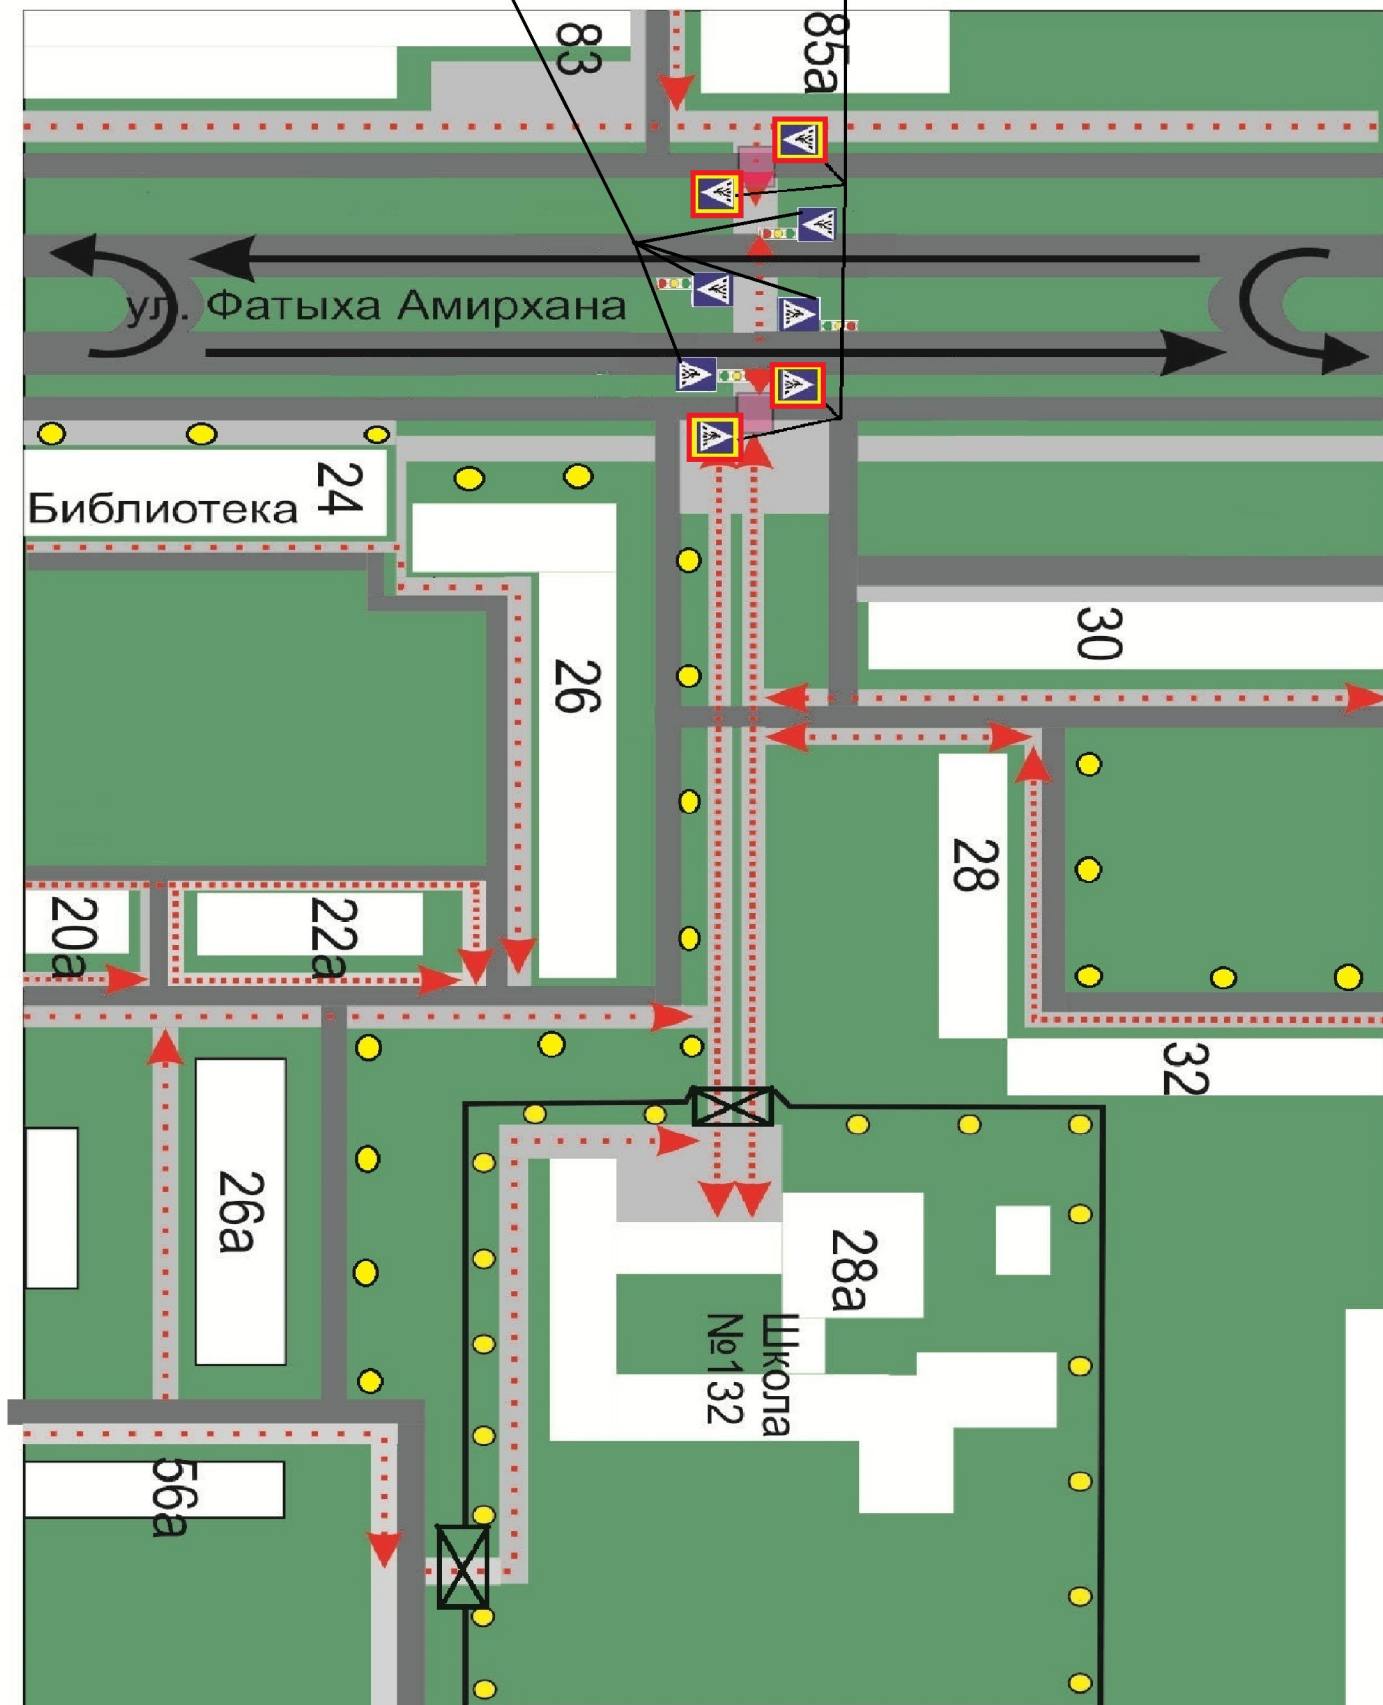 83
85а
ул. Фатыха Амирхана
24
Библиотека
26
30
28
20а
22а
32
26а
28а
Школа
№132
56а